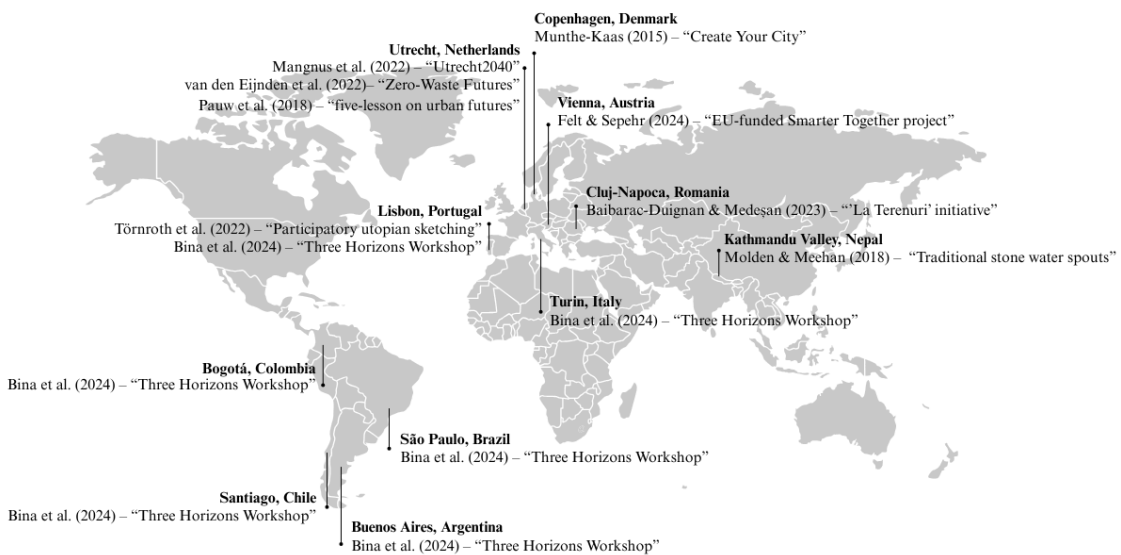 Copenhagen, Denmark
Munthe-Kaas (2015) – “Create Your City”
Utrecht, Netherlands
Mangnus et al. (2022) – “Utrecht2040”
van den Eijnden et al. (2022)– “Zero-Waste Futures”
Pauw et al. (2018) – “five-lesson on urban futures”
Vienna, Austria
Felt & Sepehr (2024) – “EU-funded Smarter Together project”
Cluj-Napoca, Romania
Baibarac-Duignan & Medeșan (2023) – “’La Terenuri’ initiative”
Lisbon, Portugal
Törnroth et al. (2022) – “Participatory utopian sketching”
Bina et al. (2024) – “Three Horizons Workshop”
Kathmandu Valley, Nepal
Molden & Meehan (2018) – “Traditional stone water spouts”
Turin, Italy
Bina et al. (2024) – “Three Horizons Workshop”
Bogotá, Colombia
Bina et al. (2024) – “Three Horizons Workshop”
São Paulo, Brazil
Bina et al. (2024) – “Three Horizons Workshop”
Santiago, Chile
Bina et al. (2024) – “Three Horizons Workshop”
Buenos Aires, Argentina
Bina et al. (2024) – “Three Horizons Workshop”